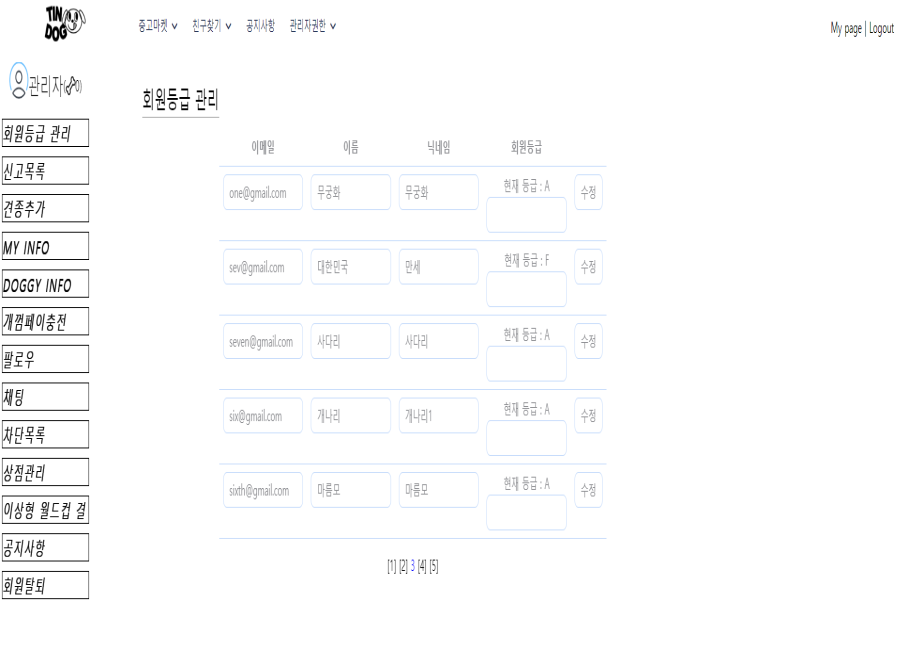 TIN DOG
중고마켓 친구찾기 공지사항 관리자권한
My page | Logout
관리자
회원등급 관리
신고목록
견종추가
MY INFO
DOGGY INFO
개껌페이충전
팔로우
채팅
차단목록
상점관리
이상형 월드컵 결
공지사항
회원탈퇴
회원등급 관리
이메일 이름 닉네임 회원등급
one@gmail.com 무궁화 무궁화 현재 등급 : A 수정
sev@gmail.com 대한민국 만세 현재 등급 : F 수정
seven@gmail.com 사다리 사다리 현재 등급 : A 수정
six@gmail.com 개나리 개나리1 현재 등급 : A 수정
sixth@gmail.com 마름모 마름모 현재 등급 : A 수정
[1] [2] 3 [4] [5]